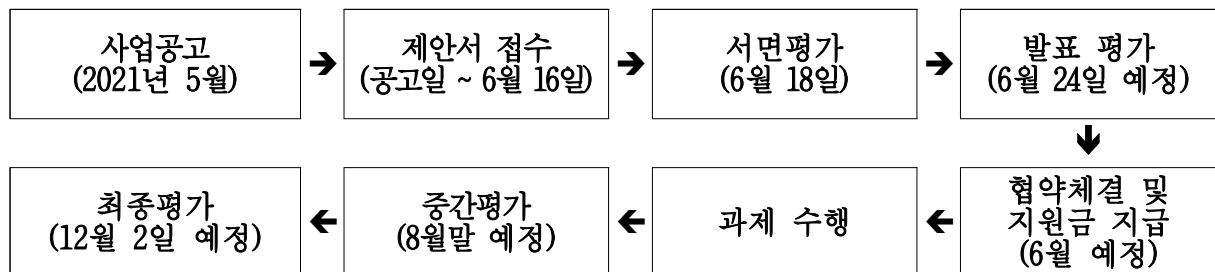 사업공고
(2021년 5월)
➔
제안서 접수
(공고일 ~ 6월 16일)
➔
서면평가
(6월 18일)
➔
발표 평가
(6월 24일 예정)
협약체결 및
지원금 지급
(6월 예정)
과제 수행
중간평가
(8월말 예정)
최종평가
(12월 2일 예정)